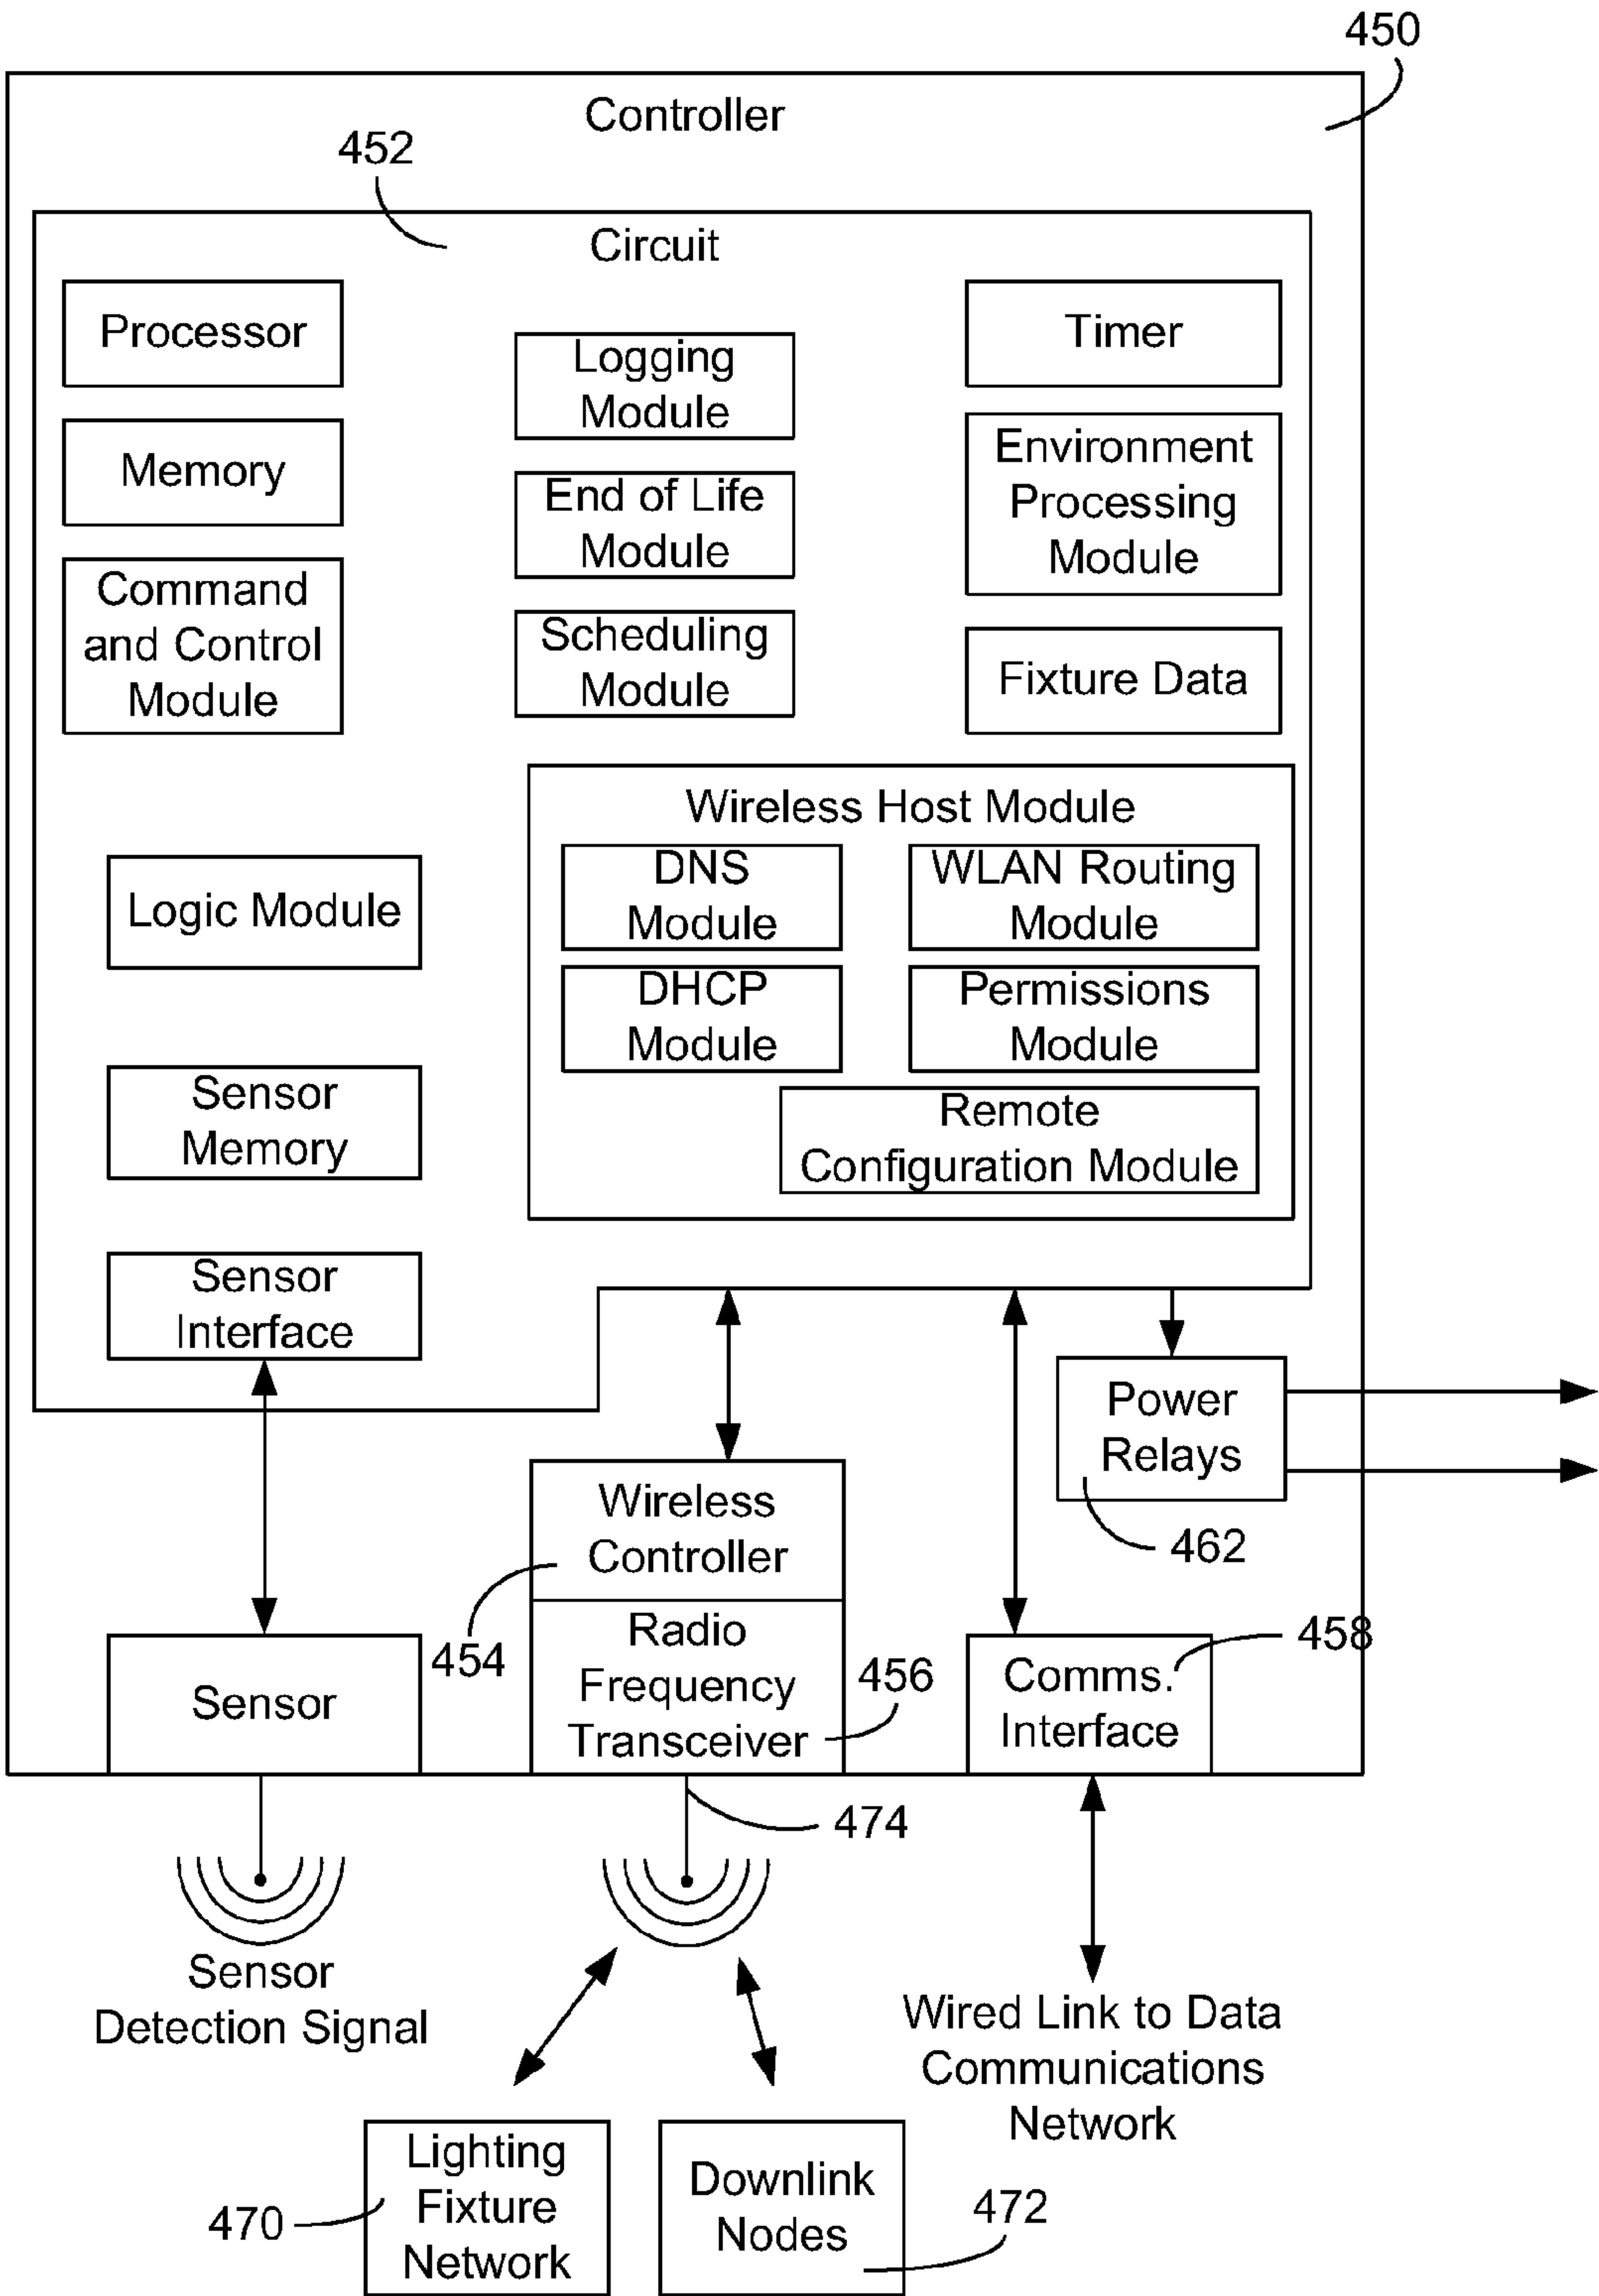 450
Controller
452
Circuit
Processor
Memory
Command
and Control
Module
Logging
Module
End of Life
Module
Scheduling
Module
Timer
Environment
Processing
Module
Fixture Data
Logic Module
Sensor
Memory
Sensor
Interface
Wireless Host Module
DNS
Module
WLAN Routing
Module
DHCP
Module
Permissions
Module
Remote
Configuration Module
Power
Relays
462
Wireless
Controller
454
Radio
Frequency
Transceiver
456
Sensor
458
Comms.
Interface
474
Sensor
Detection Signal
Wired Link to Data
Communications
Network
Lighting
Fixture
Network
470
Downlink
Nodes
472